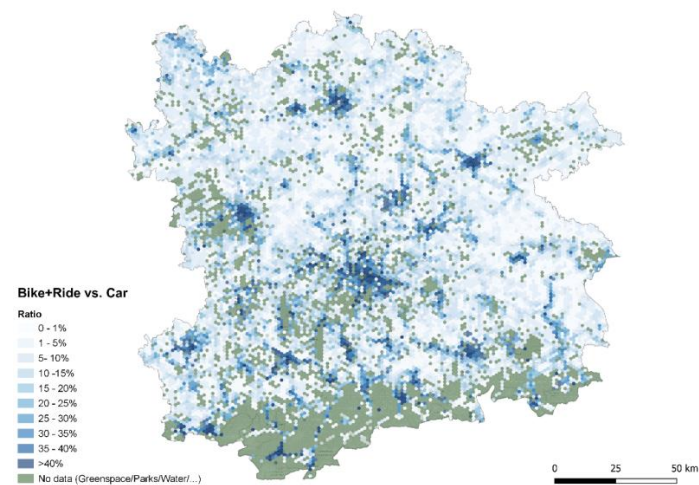 Bike+Ride vs. Car
Ratio
0 - 1%
1 - 5%
5- 10%
10 -15%
15 - 20%
20 - 25%
25 - 30%
30 - 35%
35 - 40%
>40%
No data (Greenspace/Parks/Water/...)
0 25 50 km